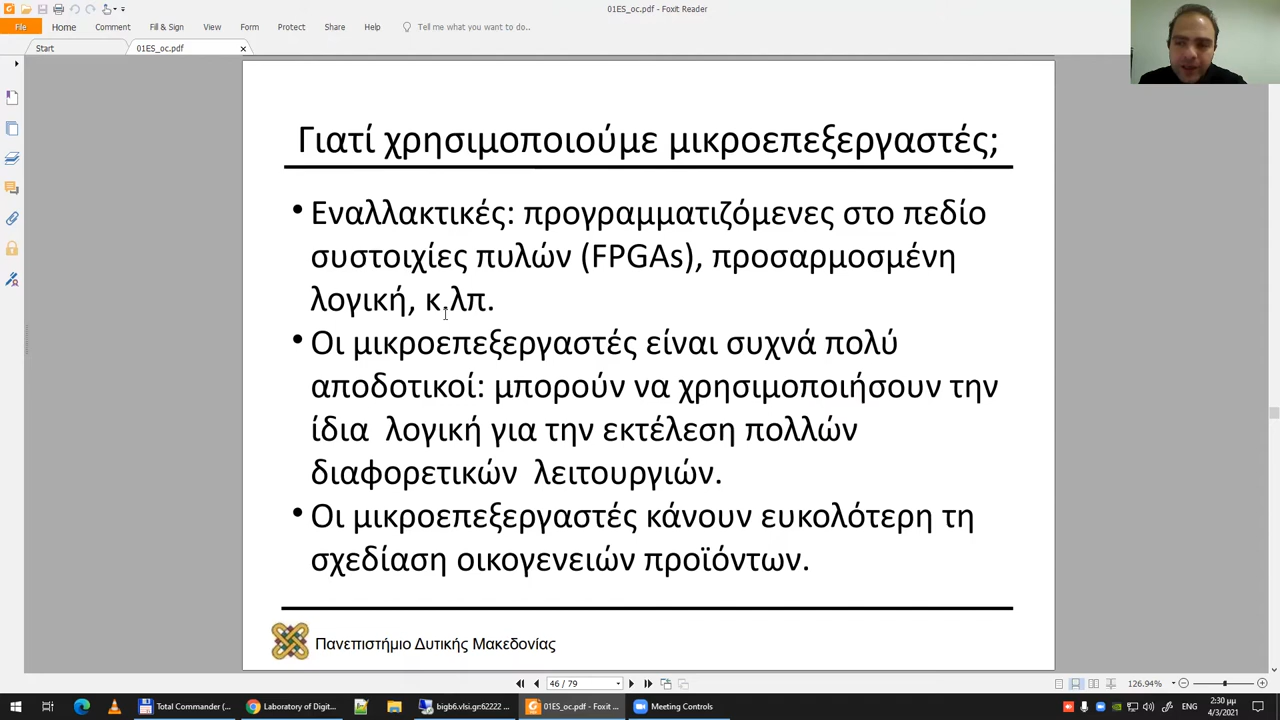 01ES_oc.pdf - Foxit Reader
File Home Comment Fill & Sign View Form Protect Share Help Tell me what you want to do..
Start 01ES_oc.pdf
Γιατί χρησιμοποιούμε μικροεπεξεργαστές;
• Εναλλακτικές: προγραμματιζόμενες στο πεδίο
συστοιχίες πυλών (FPGAs), προσαρμοσμένη
λογική, κ.λπ.
• Οι μικροεπεξεργαστές είναι συχνά πολύ
αποδοτικοί: μπορούν να χρησιμοποιήσουν την
ίδια λογική για την εκτέλεση πολλών
διαφορετικών λειτουργιών.
• Οι μικροεπεξεργαστές κάνουν ευκολότερη τη
σχεδίαση οικογενειών προϊόντων.
Πανεπιστήμιο Δυτικής Μακεδονίας
46 / 79
126.94%
Total Commander (... Laboratory of Digit... bigb6.vlsi.gr:62222 ... 01ES_oc.pdf - Foxit ... Meeting Controls
2:30 μμ
4/3/2021